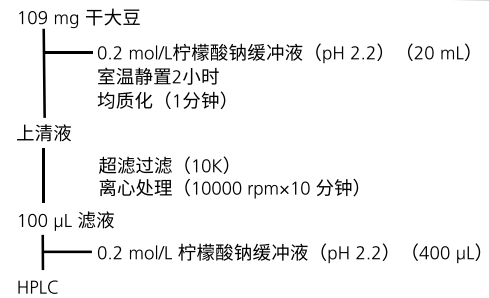 109 mg 干大豆
0.2 mol/L柠檬酸钠缓冲液（pH 2.2）（20 mL）
室温静置2小时
均质化（1分钟）
上清液
超滤过滤（10K）
离心处理（10000 rpm×10 分钟）
100 μL 滤液
0.2 mol/L 柠檬酸钠缓冲液（pH 2.2）（400 μL）
HPLC